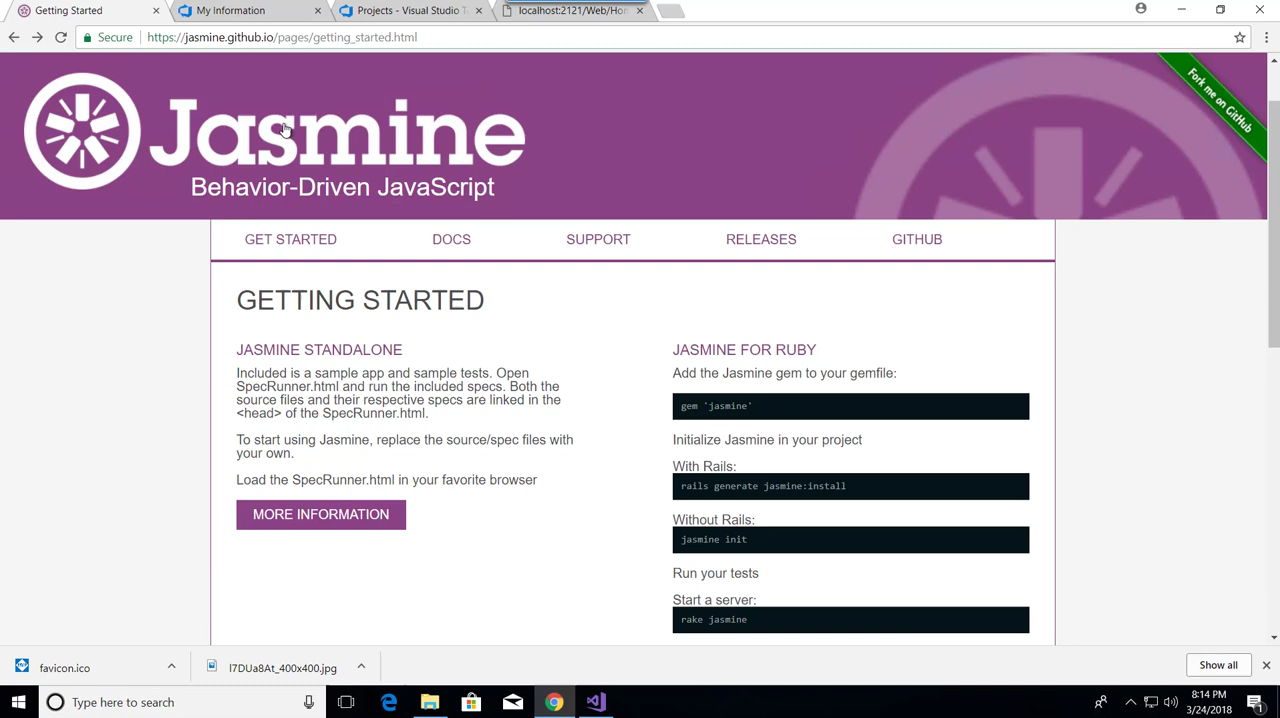 Getting Started
My Information
Projects - Visual Studio T
localhost:2121/Web/Hom
Secure
https://jasmine.github.io/pages/getting_started.html
Jasmine
Behavior-Driven JavaScript
Fork me on GitHub
GET STARTED
DOCS
SUPPORT
RELEASES
GITHUB
GETTING STARTED
JASMINE STANDALONE
Included is a sample app and sample tests. Open
SpecRunner.html and run the included specs. Both the
source files and their respective specs are linked in the
<head> of the SpecRunner.html.
To start using Jasmine, replace the source/spec files with
your own.
Load the SpecRunner.html in your favorite browser
MORE INFORMATION
JASMINE FOR RUBY
Add the Jasmine gem to your gemfile:
gem 'jasmine'
Initialize Jasmine in your project
With Rails:
rails generate jasmine:install
Without Rails:
jasmine init
Run your tests
Start a server:
rake jasmine
favicon.ico
I7DUa8At_400x400.jpg
Show all
Type here to search
8:14 PM
3/24/2018
1